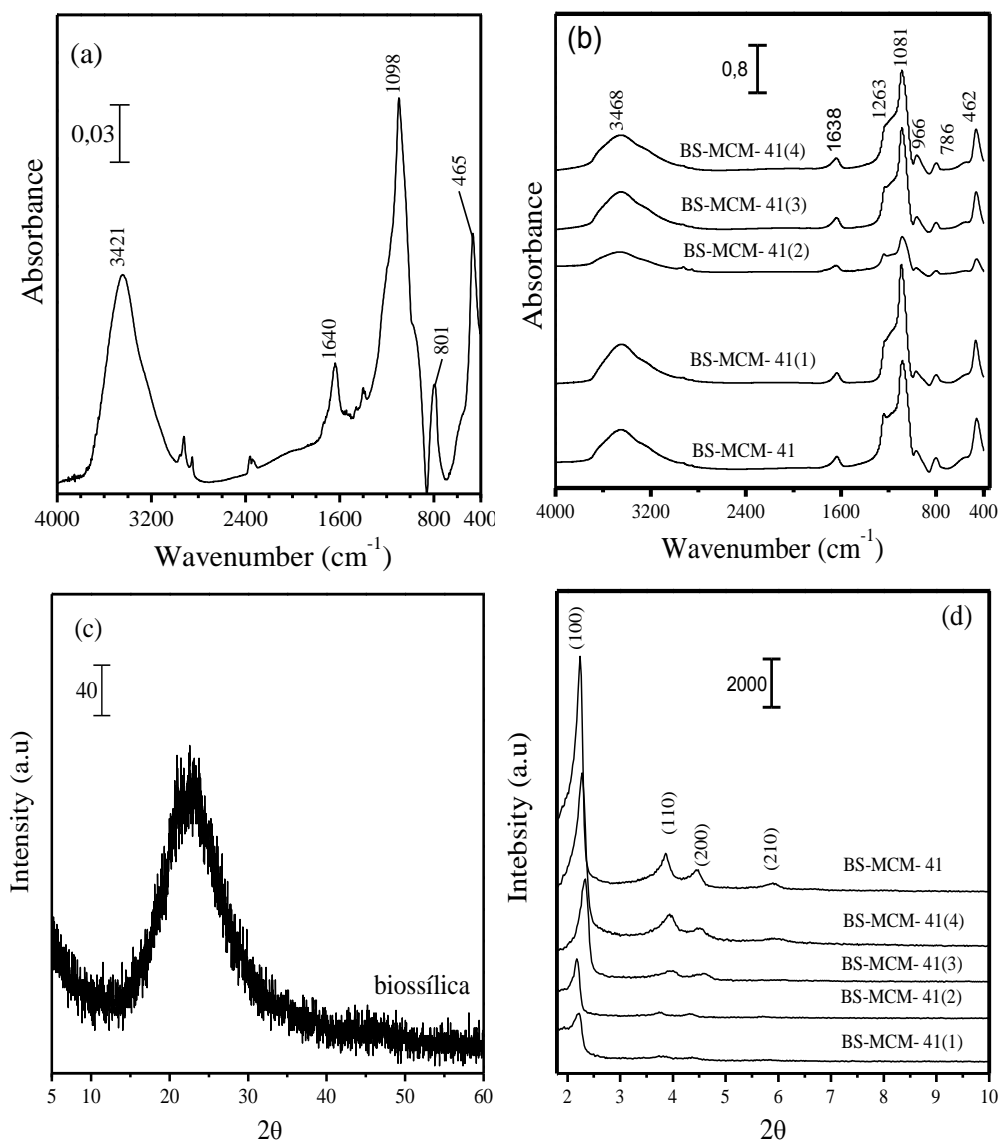 (a)
0,03
3421
1640
1098
801
465
Absorbance
4000 3200 2400 1600 800 400
Wavenumber (cm⁻¹)
(b)
0,8
3468
1638
1263
1081
966
786
462
BS-MCM- 41(4)
BS-MCM- 41(3)
BS-MCM- 41(2)
BS-MCM- 41(1)
BS-MCM- 41
Absorbance
4000 3200 2400 1600 800 400
Wavenumber (cm⁻¹)
(c)
40
biossílica
Intensity (a.u)
5 10 20 30 40 50 60
2θ
(d)
2000
(100)
(110)
(200)
(210)
BS-MCM- 41
BS-MCM- 41(4)
BS-MCM- 41(3)
BS-MCM- 41(2)
BS-MCM- 41(1)
Intebsity (a.u)
2 3 4 5 6 7 8 9 10
2θ